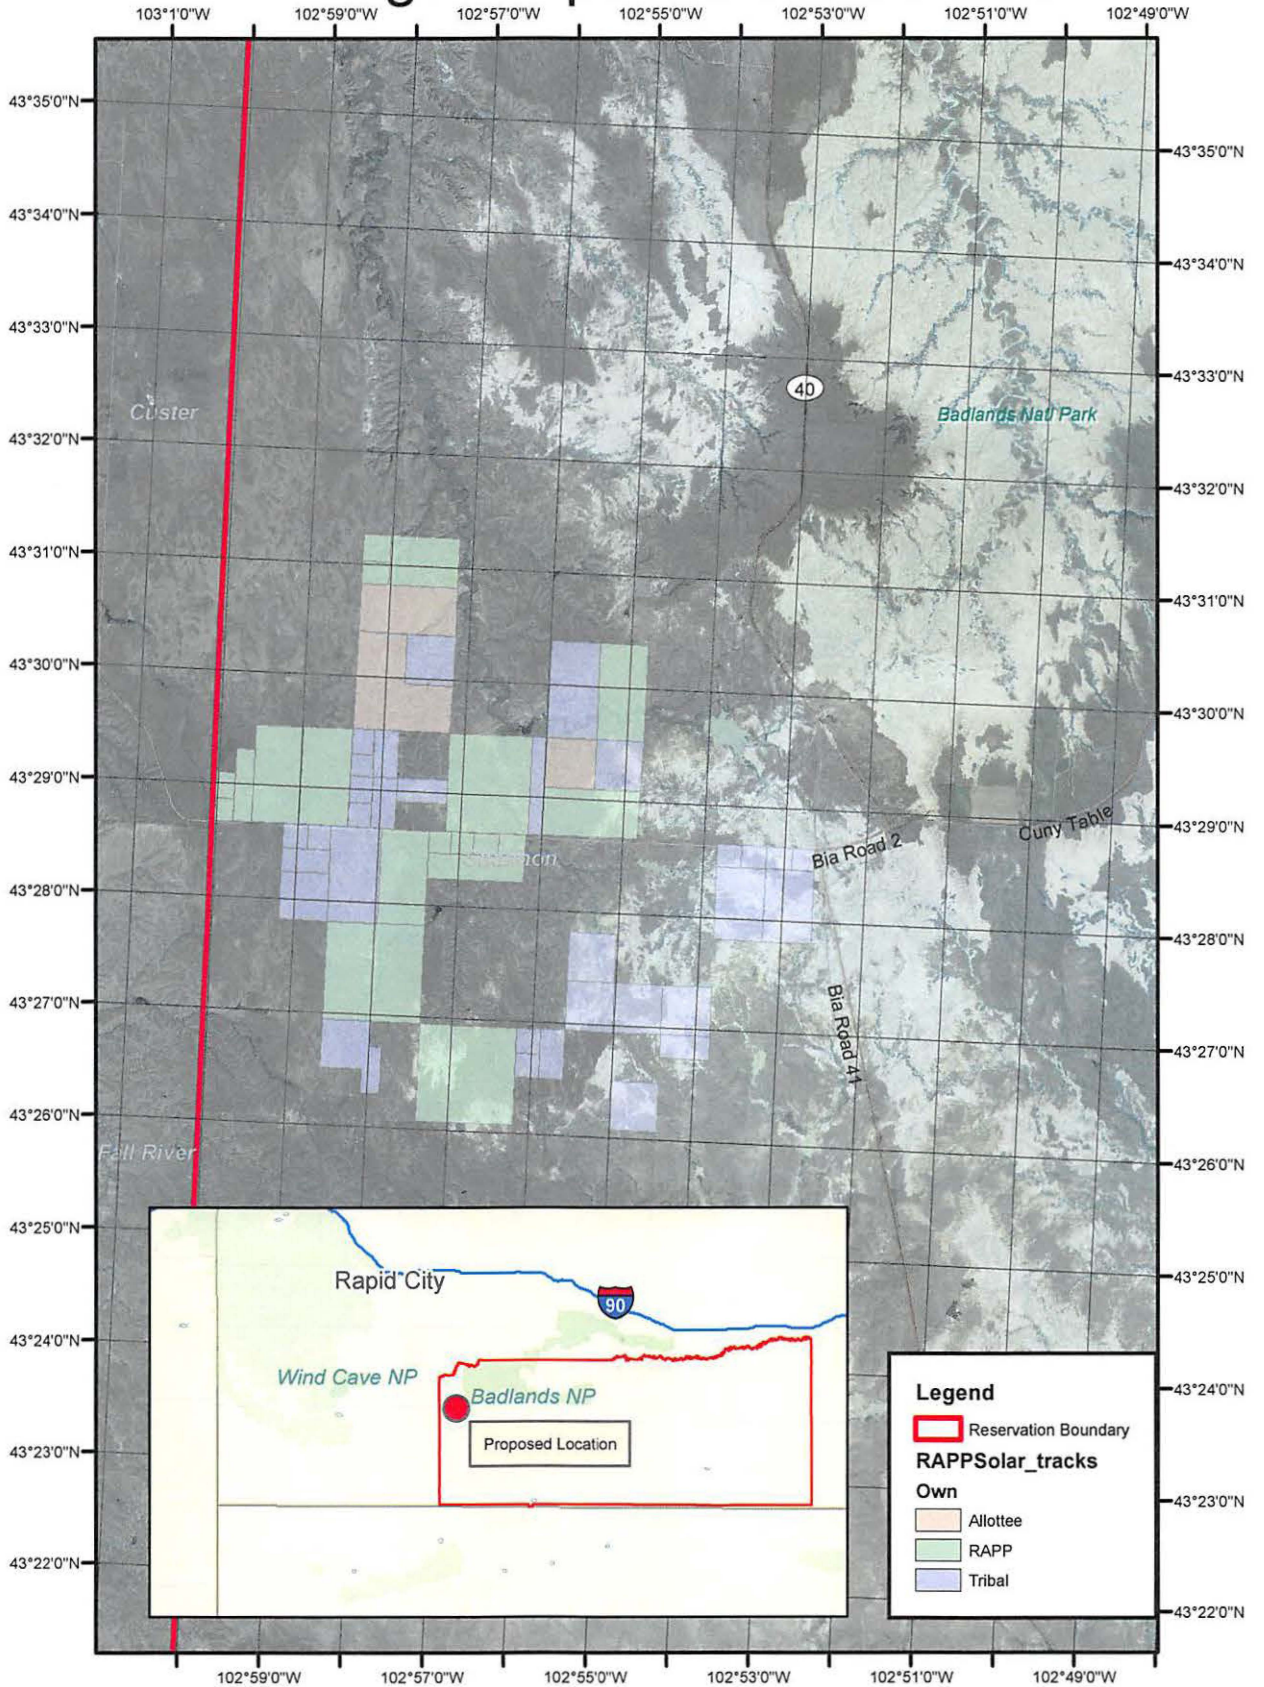 103°1'0"W 102°59'0"W 102°57'0"W 102°55'0"W 102°53'0"W 102°51'0"W 102°49'0"W
43°35'0"N
43°35'0"N
43°34'0"N
43°34'0"N
43°33'0"N
43°33'0"N
40
Custer
Badlands Natl Park
43°32'0"N
43°32'0"N
43°31'0"N
43°31'0"N
43°30'0"N
43°30'0"N
43°29'0"N
43°29'0"N
Cuny Table
Bia Road 2
43°28'0"N
43°28'0"N
43°27'0"N
Bia Road 41
43°27'0"N
43°26'0"N
Fall River
43°26'0"N
43°25'0"N
Rapid City
43°25'0"N
90
43°24'0"N
Wind Cave NP
Badlands NP
43°24'0"N
Legend
Reservation Boundary
Proposed Location
43°23'0"N
RAPPSolar_tracks
Own
43°23'0"N
Allottee
RAPP
43°22'0"N
Tribal
43°22'0"N
102°59'0"W 102°57'0"W 102°55'0"W 102°53'0"W 102°51'0"W 102°49'0"W